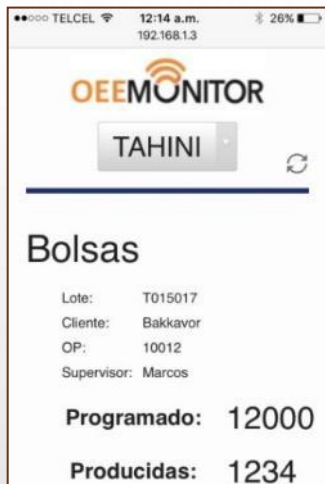 TELCEL 12:14 a.m. 26%
192.168.1.3
OEEMONITOR
TAHINI
Bolsas
Lote: T015017
Cliente: Bakkavor
OP: 10012
Supervisor: Marcos
Programado: 12000
Producidas: 1234